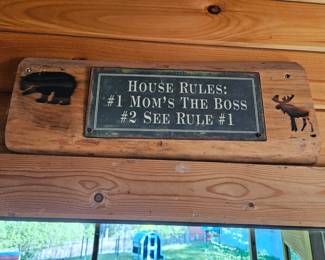 HOUSE RULES:
#1 MOM'S THE BOSS
#2 SEE RULE #1